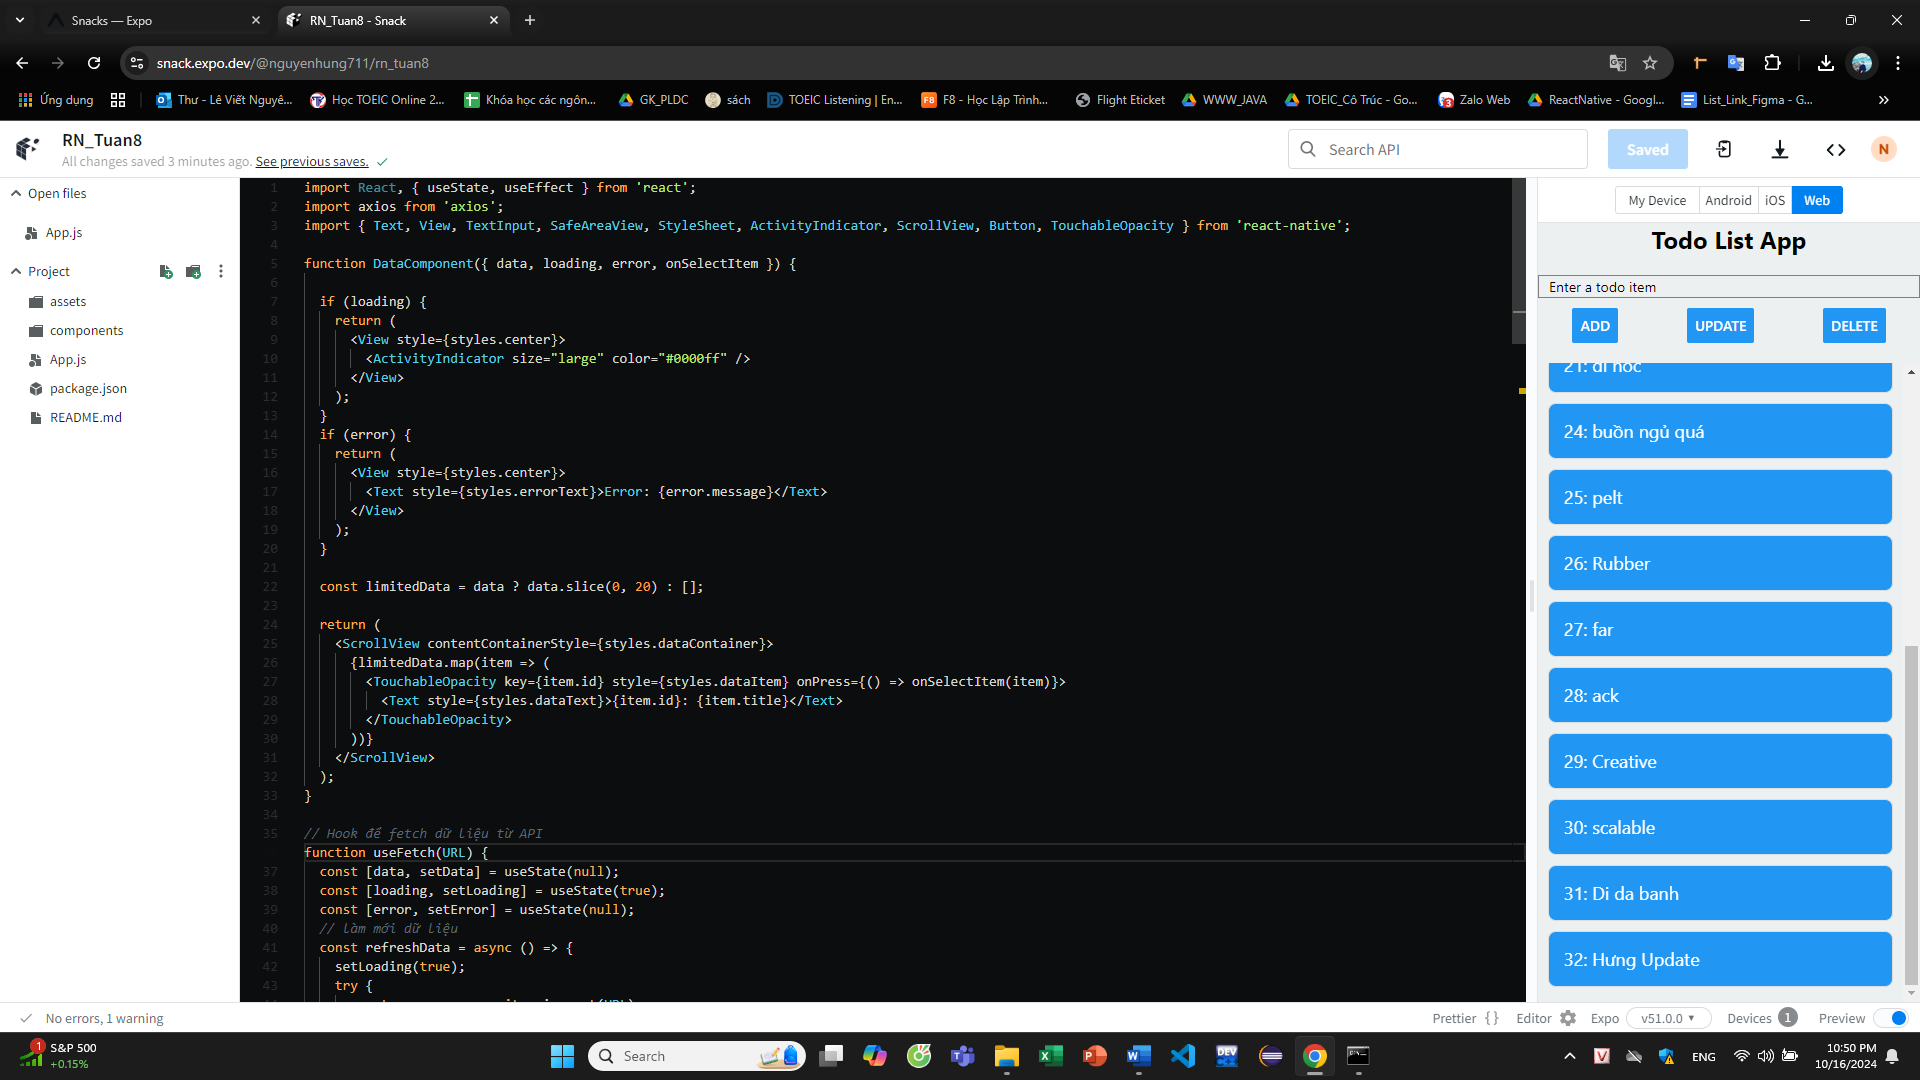 Snacks — Expo
RN_Tuan8 - Snack
snack.expo.dev/@nguyenhung711/rn_tuan8
Ứng dụng
Thư - Lê Viết Nguyê...
Học TOEIC Online 2...
Khóa học các ngôn...
GK_PLDC
sách
TOEIC Listening | En...
F8 - Học Lập Trình...
Flight Eticket
WWW_JAVA
TOEIC_Cô Trúc - Go...
Zalo Web
ReactNative - Googl...
List_Link_Figma - G...
RN_Tuan8
All changes saved 3 minutes ago. See previous saves.
Search API
Saved
N
Open files
App.js
Project
assets
components
App.js
package.json
README.md
1 import React, { useState, useEffect } from 'react';
2 import axios from 'axios';
3 import { Text, View, TextInput, SafeAreaView, StyleSheet, ActivityIndicator, ScrollView, Button, TouchableOpacity } from 'react-native';
4
5 function DataComponent({ data, loading, error, onSelectItem }) {
6
7 if (loading) {
8 return (
9 <View style={styles.center}>
10 <ActivityIndicator size="large" color="#0000ff" />
11 </View>
12 );
13 }
14 if (error) {
15 return (
16 <View style={styles.center}>
17 <Text style={styles.errorText}>Error: {error.message}</Text>
18 </View>
19 );
20 }
21
22 const limitedData = data ? data.slice(0, 20) : [];
23
24 return (
25 <ScrollView contentContainerStyle={styles.dataContainer}>
26 {limitedData.map(item => (
27 <TouchableOpacity key={item.id} style={styles.dataItem} onPress={() => onSelectItem(item)}>
28 <Text style={styles.dataText}>{item.id}: {item.title}</Text>
29 </TouchableOpacity>
30 ))}
31 </ScrollView>
32 );
33 }
34
35 // Hook để fetch dữ liệu từ API
function useFetch(URL) {
37 const [data, setData] = useState(null);
38 const [loading, setLoading] = useState(true);
39 const [error, setError] = useState(null);
40 // làm mới dữ liệu
41 const refreshData = async () => {
42 setLoading(true);
43 try {
My Device
Android
iOS
Web
Todo List App
Enter a todo item
ADD
UPDATE
DELETE
21: di hoc
24: buồn ngủ quá
25: pelt
26: Rubber
27: far
28: ack
29: Creative
30: scalable
31: Di da banh
32: Hưng Update
No errors, 1 warning
Prettier { }
Editor
Expo
v51.0.0
Devices 1
Preview
1
S&P 500
+0.15%
Search
ENG
10:50 PM
10/16/2024